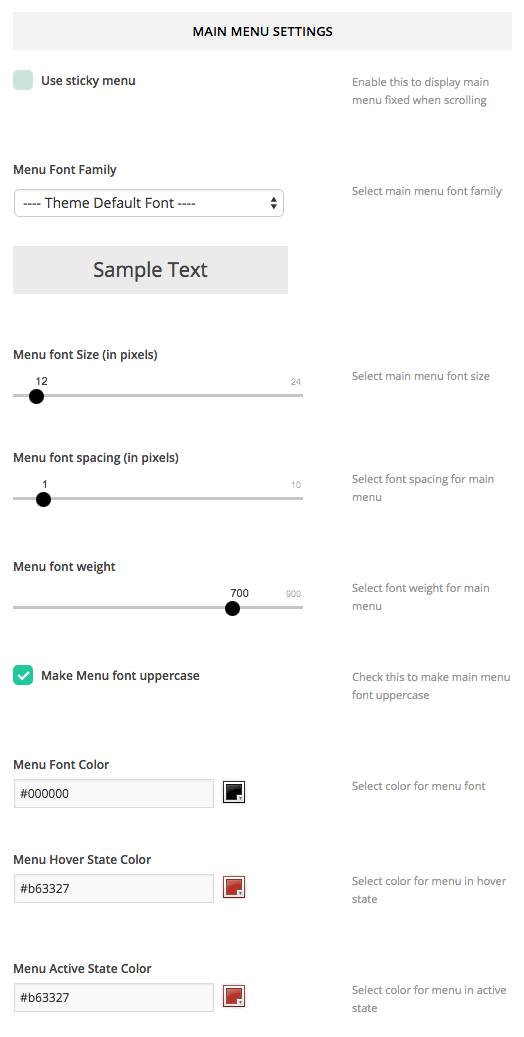 MAIN MENU SETTINGS
Use sticky menu
Enable this to display main
menu fixed when scrolling
Menu Font Family
---- Theme Default Font ----
Select main menu font family
Sample Text
Menu font Size (in pixels)
12
24
Select main menu font size
Menu font spacing (in pixels)
1
10
Select font spacing for main
menu
Menu font weight
700
900
Select font weight for main
menu
Make Menu font uppercase
Check this to make main menu
font uppercase
Menu Font Color
#000000
Select color for menu font
Menu Hover State Color
#b63327
Select color for menu in hover
state
Menu Active State Color
#b63327
Select color for menu in active
state